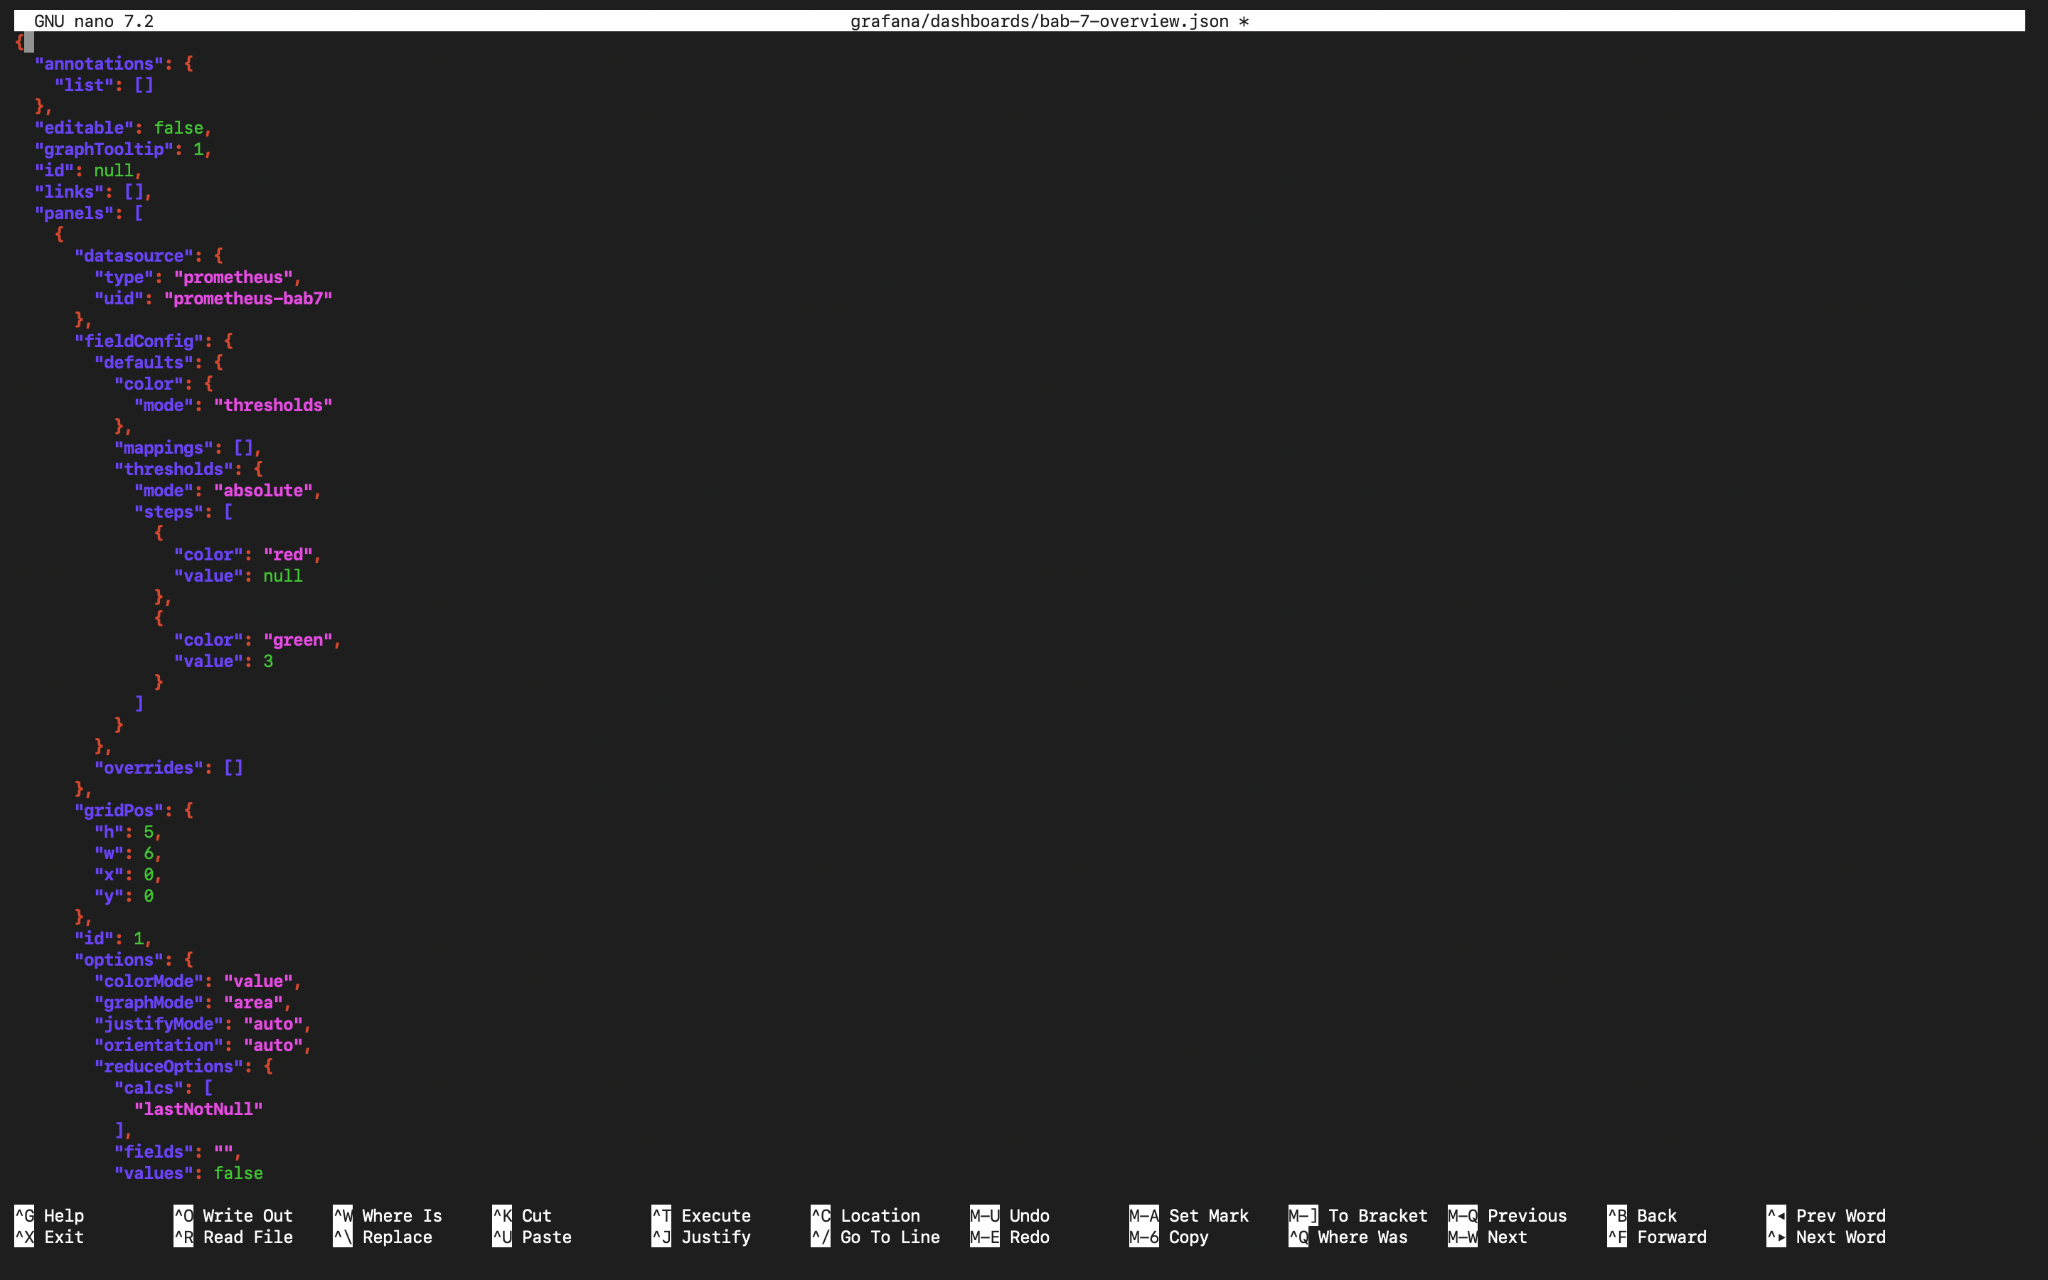 GNU nano 7.2 grafana/dashboards/bab-7-overview.json *
{
  "annotations": {
    "list": []
  },
  "editable": false,
  "graphTooltip": 1,
  "id": null,
  "links": [],
  "panels": [
    {
      "datasource": {
        "type": "prometheus",
        "uid": "prometheus-bab7"
      },
      "fieldConfig": {
        "defaults": {
          "color": {
            "mode": "thresholds"
          },
          "mappings": [],
          "thresholds": {
            "mode": "absolute",
            "steps": [
              {
                "color": "red",
                "value": null
              },
              {
                "color": "green",
                "value": 3
              }
            ]
          }
        },
        "overrides": []
      },
      "gridPos": {
        "h": 5,
        "w": 6,
        "x": 0,
        "y": 0
      },
      "id": 1,
      "options": {
        "colorMode": "value",
        "graphMode": "area",
        "justifyMode": "auto",
        "orientation": "auto",
        "reduceOptions": {
          "calcs": [
            "lastNotNull"
          ],
          "fields": "",
          "values": false
^G Help ^O Write Out ^W Where Is ^K Cut ^T Execute ^C Location M-U Undo M-A Set Mark M-] To Bracket M-Q Previous ^B Back ^◂ Prev Word
^X Exit ^R Read File ^\ Replace ^U Paste ^J Justify ^/ Go To Line M-E Redo M-6 Copy ^Q Where Was M-W Next ^F Forward ^▸ Next Word